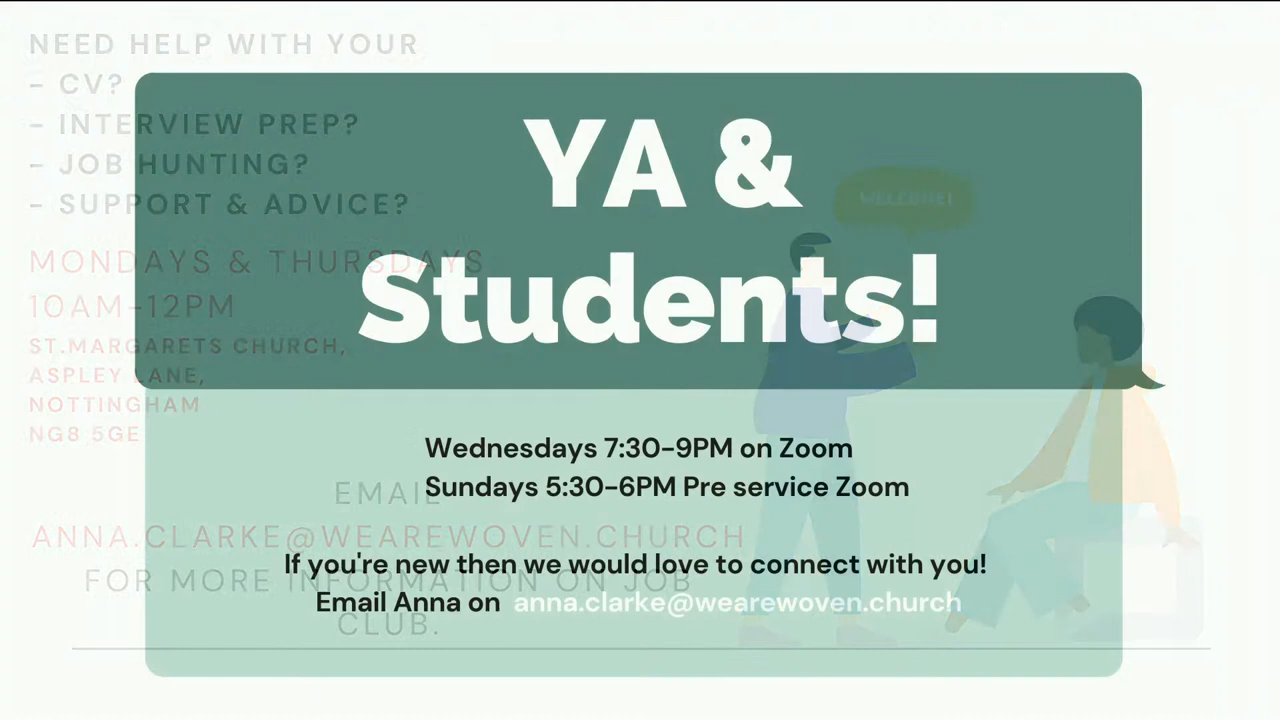 NEED HELP WITH YOUR
- CV?
- INTERVIEW PREP?
- JOB HUNTING?
- SUPPORT & ADVICE?
MONDAYS & THURSDAYS
10AM-12PM
ST.MARGARETS CHURCH,
ASPLEY LANE,
NOTTINGHAM
NG8 5GE
EMAIL
ANNA.CLARKE@WEAREWOVEN.CHURCH
FOR MORE INFORMATION ON JOB
CLUB.
WELCOME!
YA &
Students!
Wednesdays 7:30-9PM on Zoom
Sundays 5:30-6PM Pre service Zoom
If you're new then we would love to connect with you!
Email Anna on anna.clarke@wearewoven.church